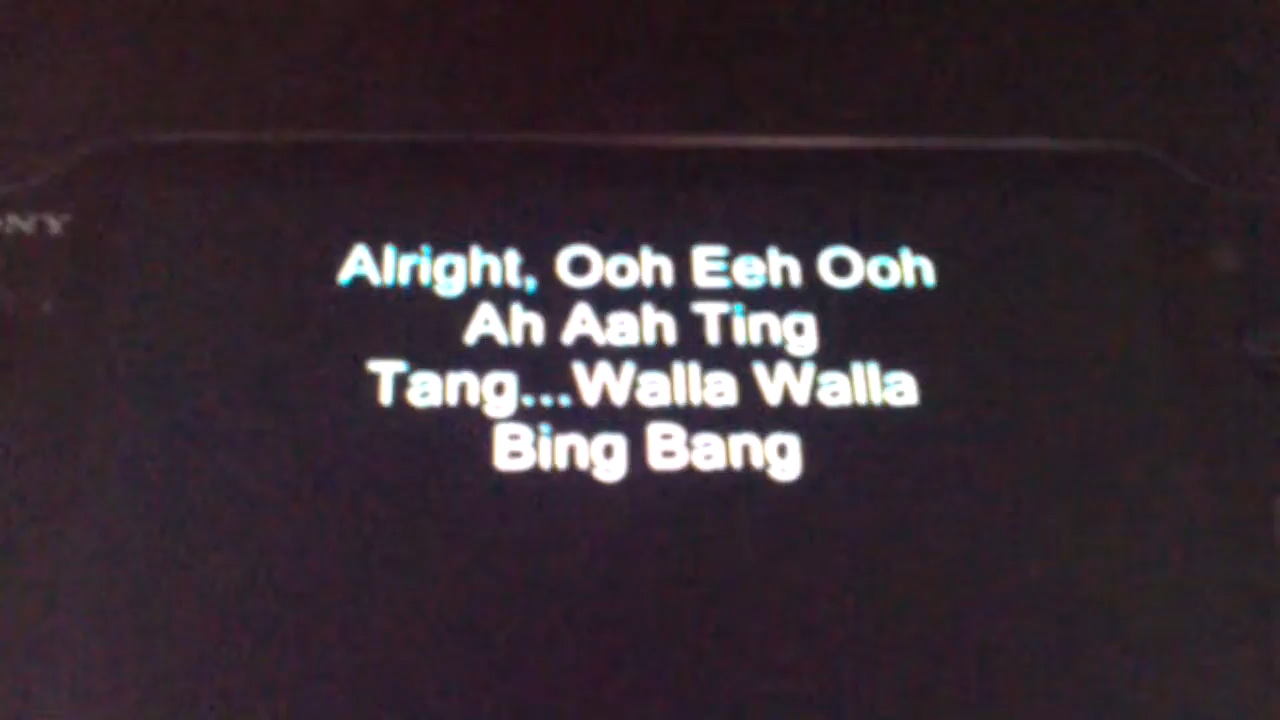 Alright, Ooh Eeh Ooh
Ah Aah Ting
Tang...Walla Walla
Bing Bang